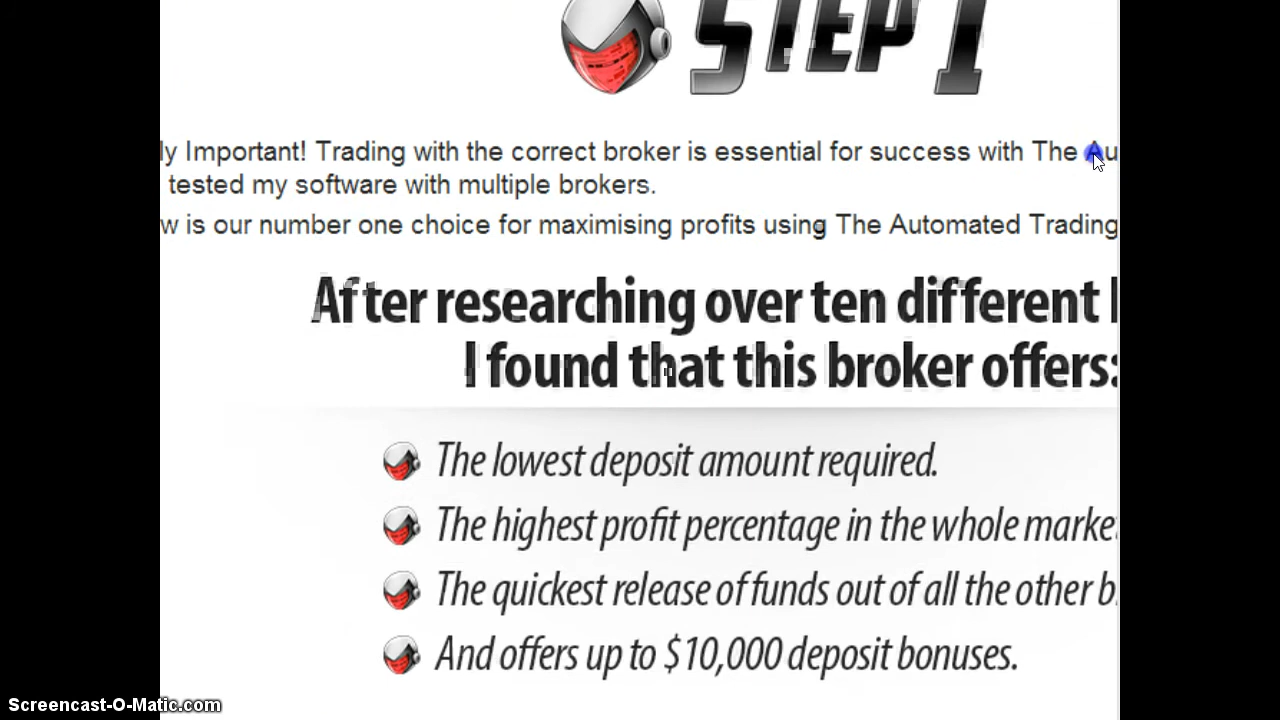 STEP 1
ly Important! Trading with the correct broker is essential for success with The Au
tested my software with multiple brokers.
w is our number one choice for maximising profits using The Automated Trading
After researching over ten different
I found that this broker offers:
The lowest deposit amount required.
The highest profit percentage in the whole marke
The quickest release of funds out of all the other b
And offers up to $10,000 deposit bonuses.
Screencast-O-Matic.com